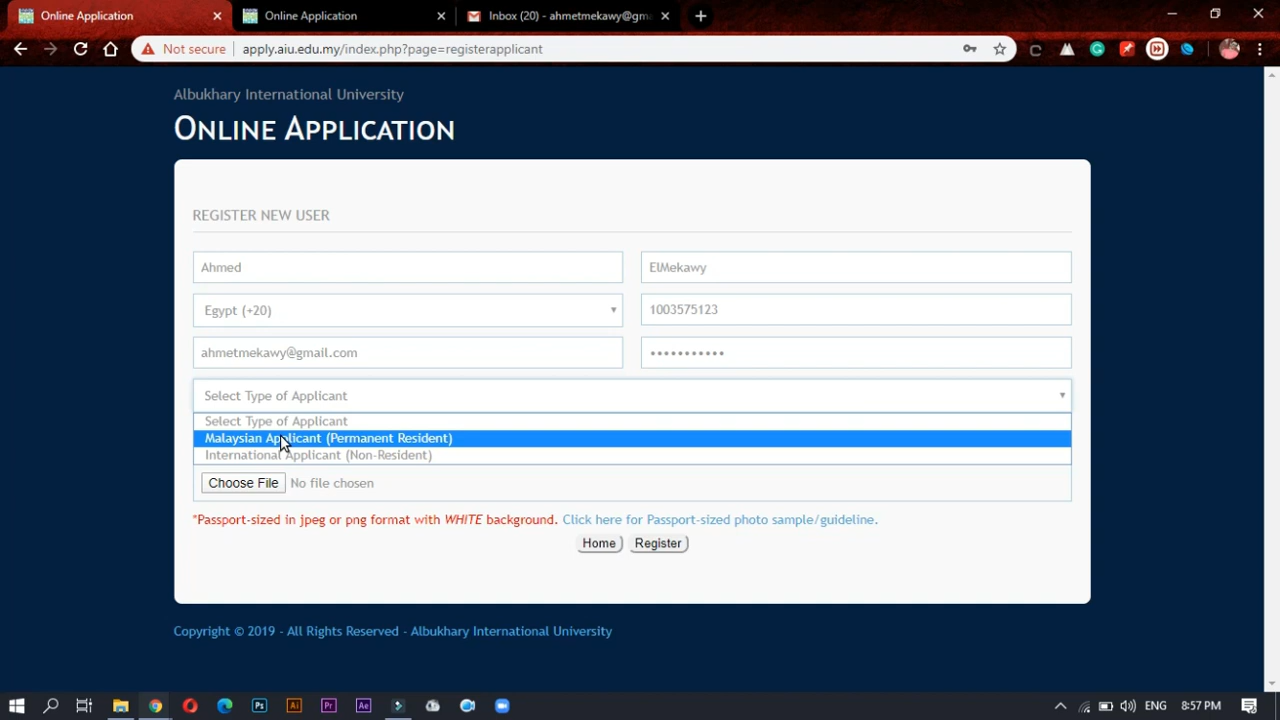 Online Application
Online Application
Inbox (20) - ahmetmekawy@gm
Not secure
apply.aiu.edu.my/index.php?page=registerapplicant
Albukhary International University
ONLINE APPLICATION
REGISTER NEW USER
Ahmed
ElMekawy
Egypt (+20)
1003575123
ahmetmekawy@gmail.com
•••••••••••
Select Type of Applicant
Select Type of Applicant
Malaysian Applicant (Permanent Resident)
International Applicant (Non-Resident)
Choose File No file chosen
*Passport-sized in jpeg or png format with WHITE background. Click here for Passport-sized photo sample/guideline.
Home Register
Copyright © 2019 - All Rights Reserved - Albukhary International University
Ps
Ai
Pr
Ae
ENG
8:57 PM